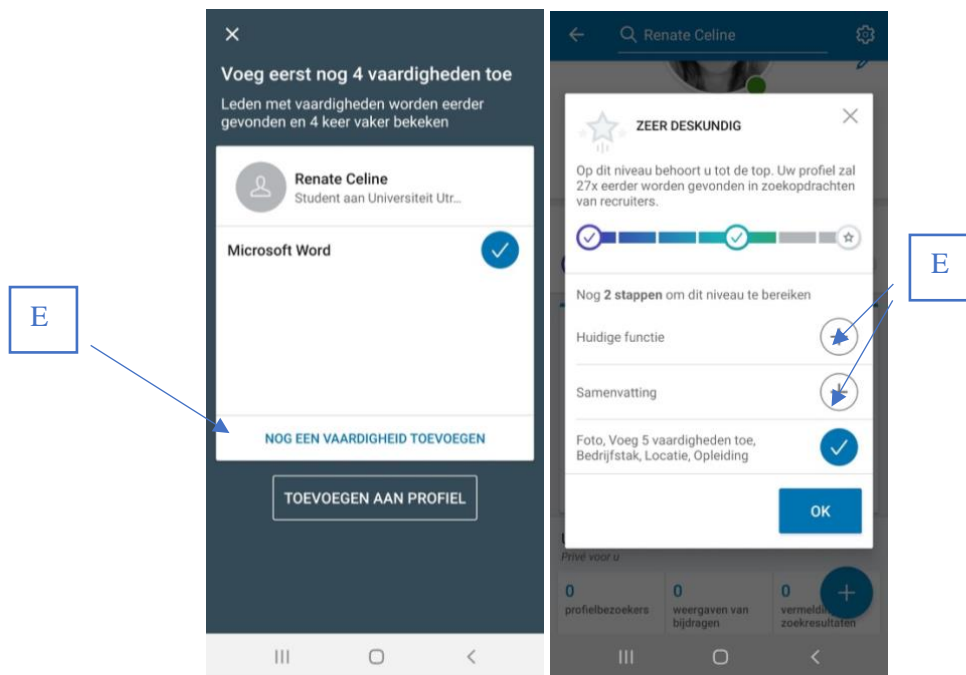 E
Voeg eerst nog 4 vaardigheden toe
Leden met vaardigheden worden eerder
gevonden en 4 keer vaker bekeken
Renate Celine
Student aan Universiteit Utr...
Microsoft Word
NOG EEN VAARDIGHEID TOEVOEGEN
TOEVOEGEN AAN PROFIEL
Renate Celine
ZEER DESKUNDIG
Op dit niveau behoort u tot de top. Uw profiel zal
27x eerder worden gevonden in zoekopdrachten
van recruiters.
Nog 2 stappen om dit niveau te bereiken
Huidige functie
Samenvatting
Foto, Voeg 5 vaardigheden toe,
Bedrijfstak, Locatie, Opleiding
OK
Privé voor u
0
profielbezoekers
0
weergaven van
bijdragen
0
zoekresultaten
E